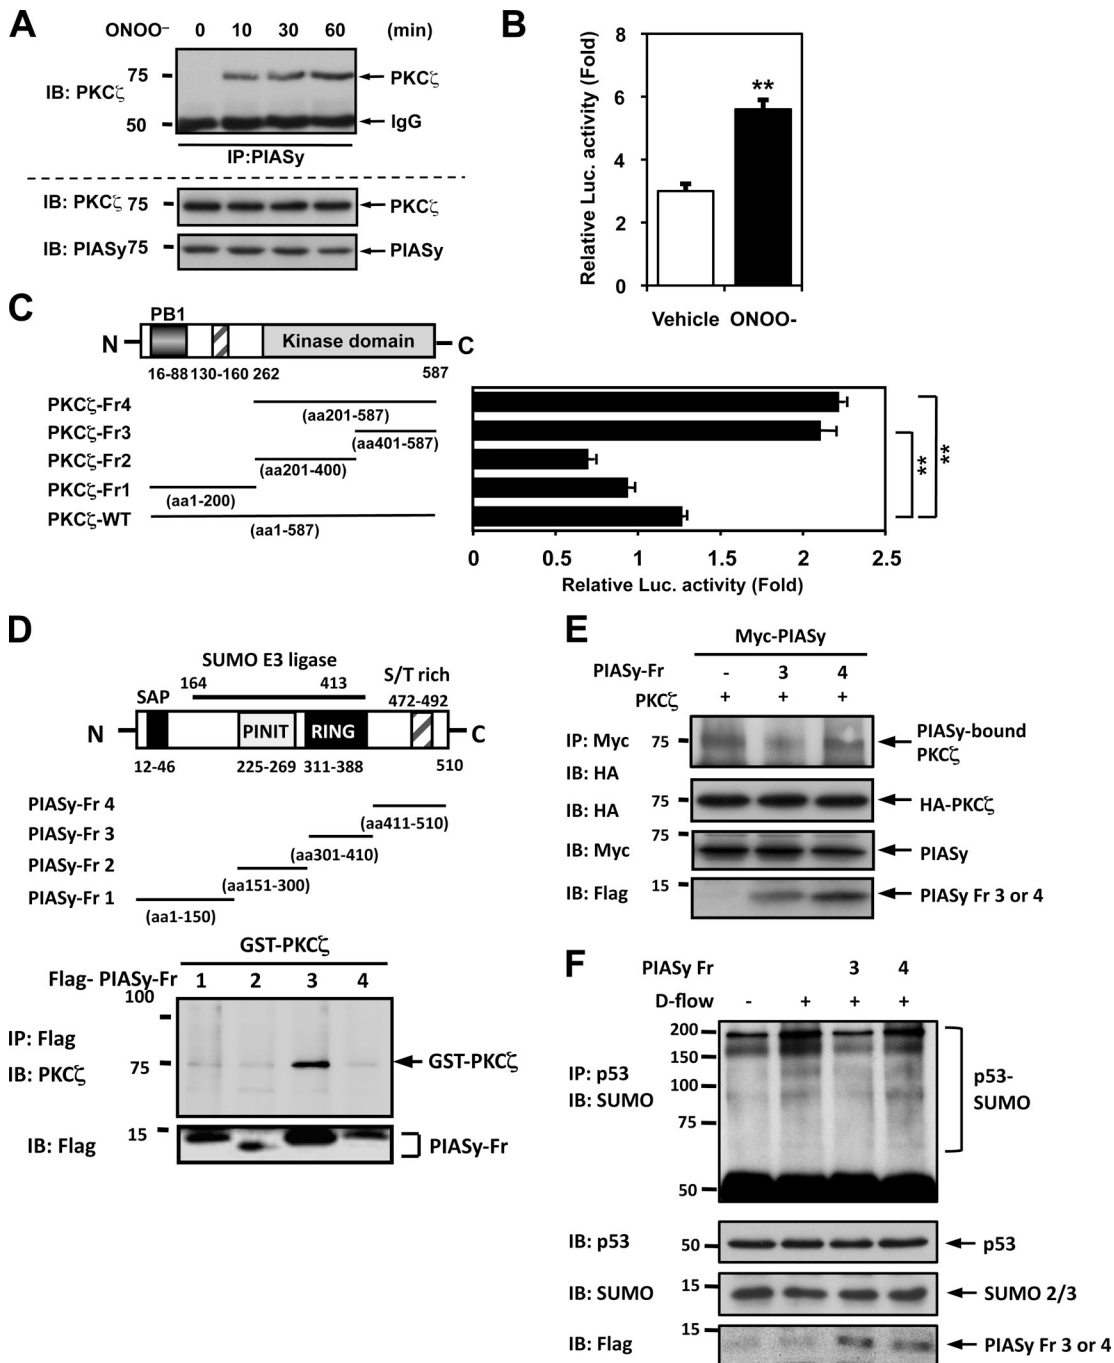 A
ONOO⁻ 0 10 30 60 (min)
IB: PKCζ
75
PKCζ
50
IgG
IP:PIASy
IB: PKCζ 75
PKCζ
IB: PIASy 75
PIASy
B
Relative Luc. activity (Fold)
8
6
4
2
0
**
Vehicle ONOO-
C
PB1
N
Kinase domain
C
16-88 130-160 262 587
PKCζ-Fr4
(aa201-587)
PKCζ-Fr3
(aa401-587)
PKCζ-Fr2
(aa201-400)
PKCζ-Fr1
(aa1-200)
PKCζ-WT
(aa1-587)
**
**
0 0.5 1 1.5 2 2.5
Relative Luc. activity (Fold)
D
SUMO E3 ligase
164 413
S/T rich
472-492
SAP
N
PINIT
RING
C
12-46 225-269 311-388 510
PIASy-Fr 4
(aa411-510)
PIASy-Fr 3
(aa301-410)
PIASy-Fr 2
(aa151-300)
PIASy-Fr 1
(aa1-150)
GST-PKCζ
Flag- PIASy-Fr 1 2 3 4
100
IP: Flag
IB: PKCζ
75
GST-PKCζ
IB: Flag
15
PIASy-Fr
E
Myc-PIASy
PIASy-Fr - 3 4
PKCζ + + +
IP: Myc
IB: HA
75
PIASy-bound
PKCζ
IB: HA
75
HA-PKCζ
75
IB: Myc
PIASy
15
IB: Flag
PIASy Fr 3 or 4
F
PIASy Fr 3 4
D-flow - + + +
200
150
100
75
50
IP: p53
IB: SUMO
p53-
SUMO
IB: p53
50
p53
IB: SUMO
15
SUMO 2/3
15
IB: Flag
PIASy Fr 3 or 4